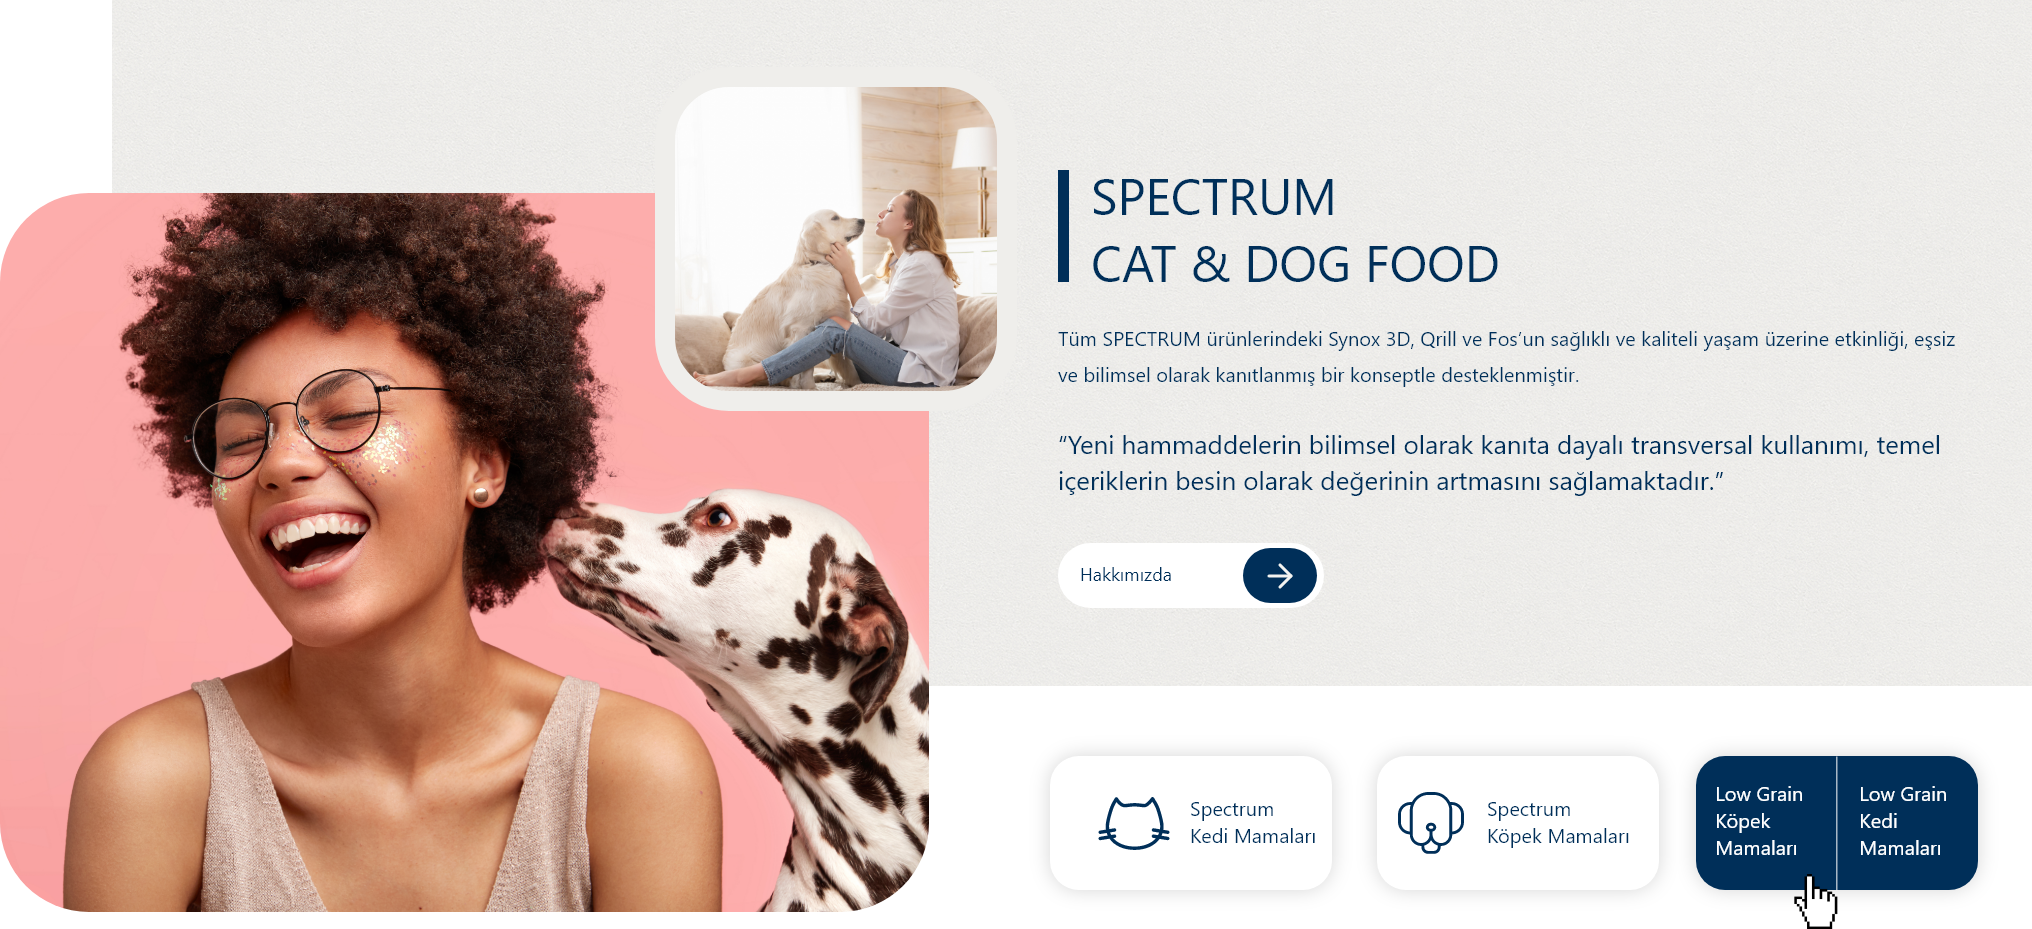 SPECTRUM
CAT & DOG FOOD
Tüm SPECTRUM ürünlerindeki Synox 3D, Qrill ve Fos’un sağlıklı ve kaliteli yaşam üzerine etkinliği, eşsiz
ve bilimsel olarak kanıtlanmış bir konseptle desteklenmiştir.
“Yeni hammaddelerin bilimsel olarak kanıta dayalı transversal kullanımı, temel
içeriklerin besin olarak değerinin artmasını sağlamaktadır.”
Hakkımızda
Spectrum
Kedi Mamaları
Spectrum
Köpek Mamaları
Low Grain
Köpek
Mamaları
Low Grain
Kedi
Mamaları